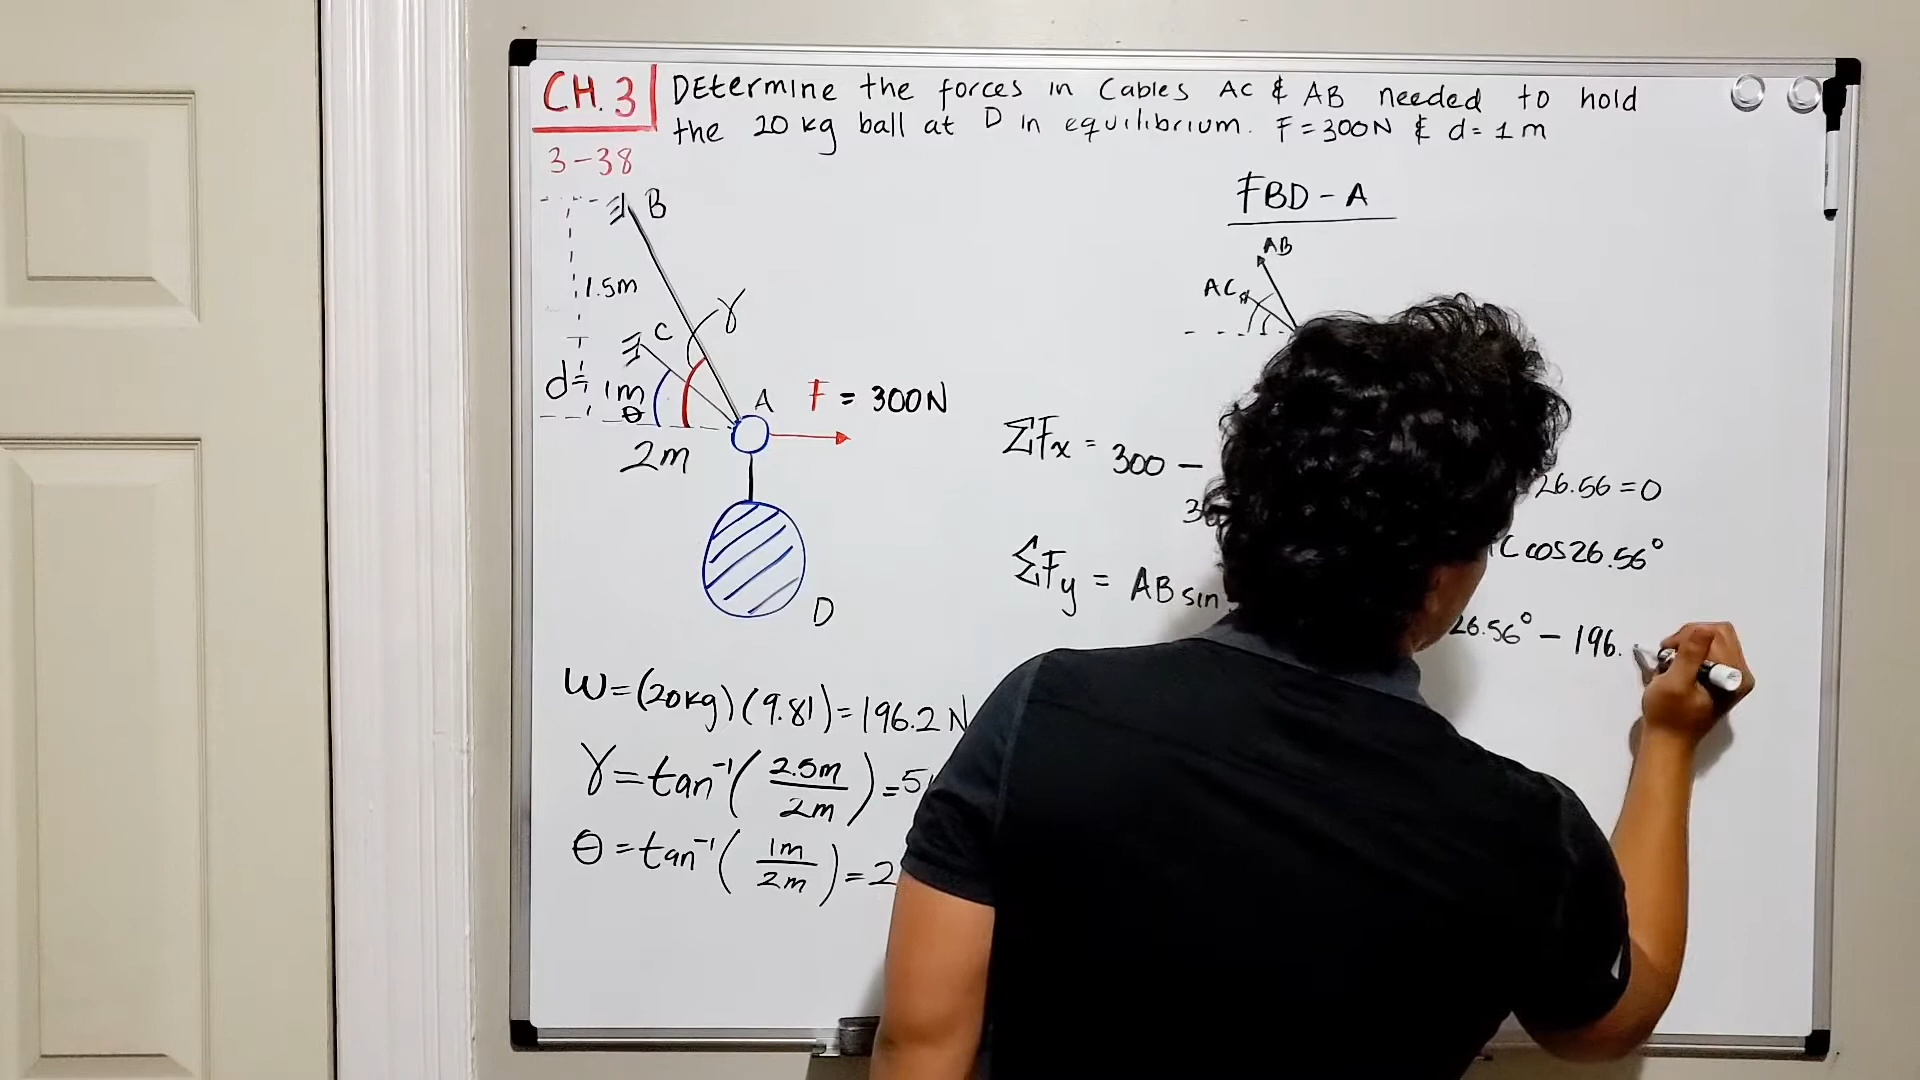 CH. 3
DEtermine the forces in Cables AC & AB needed to hold
the 20 kg ball at D in equilibrium. F = 300N & d = 1 m
3-38
B
1.5m
C
γ
d =
1m
θ
2m
A
F = 300N
D
W = (20kg)(9.81) = 196.2 N
γ = tan⁻¹(2.5m/2m) = 5
θ = tan⁻¹(1m/2m) = 2
FBD - A
AB
AC
ΣFx = 300 - 26.56 = 0
C cos26.56°
ΣFy = AB sin 26.56° - 196.